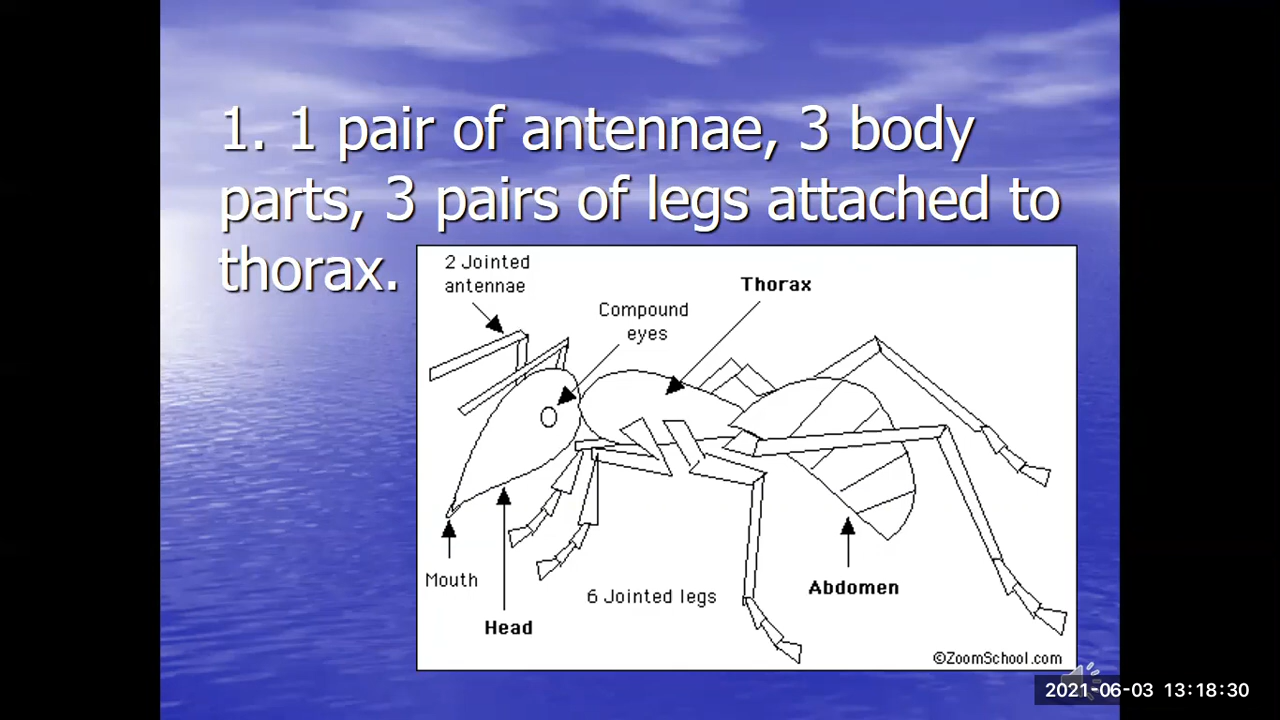 1. 1 pair of antennae, 3 body
parts, 3 pairs of legs attached to
thorax.
2 Jointed
antennae
Compound
eyes
Thorax
Mouth
Head
6 Jointed legs
Abdomen
©ZoomSchool.com
2021-06-03 13:18:30